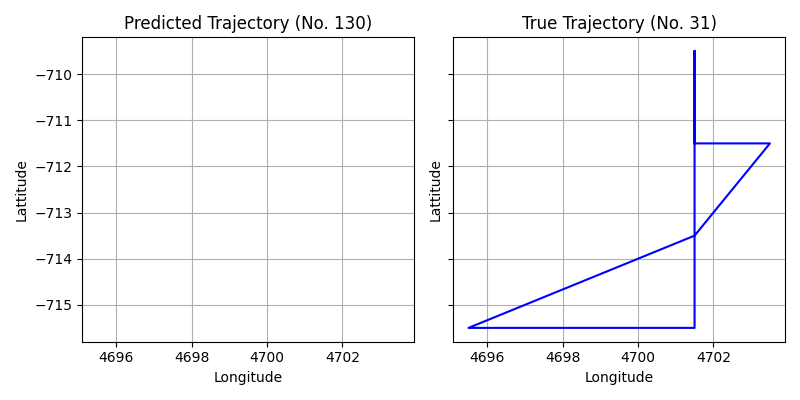 Predicted Trajectory (No. 130)
Lattitude
−710
−711
−712
−713
−714
−715
4696
4698
4700
4702
Longitude
True Trajectory (No. 31)
Lattitude
4696
4698
4700
4702
Longitude